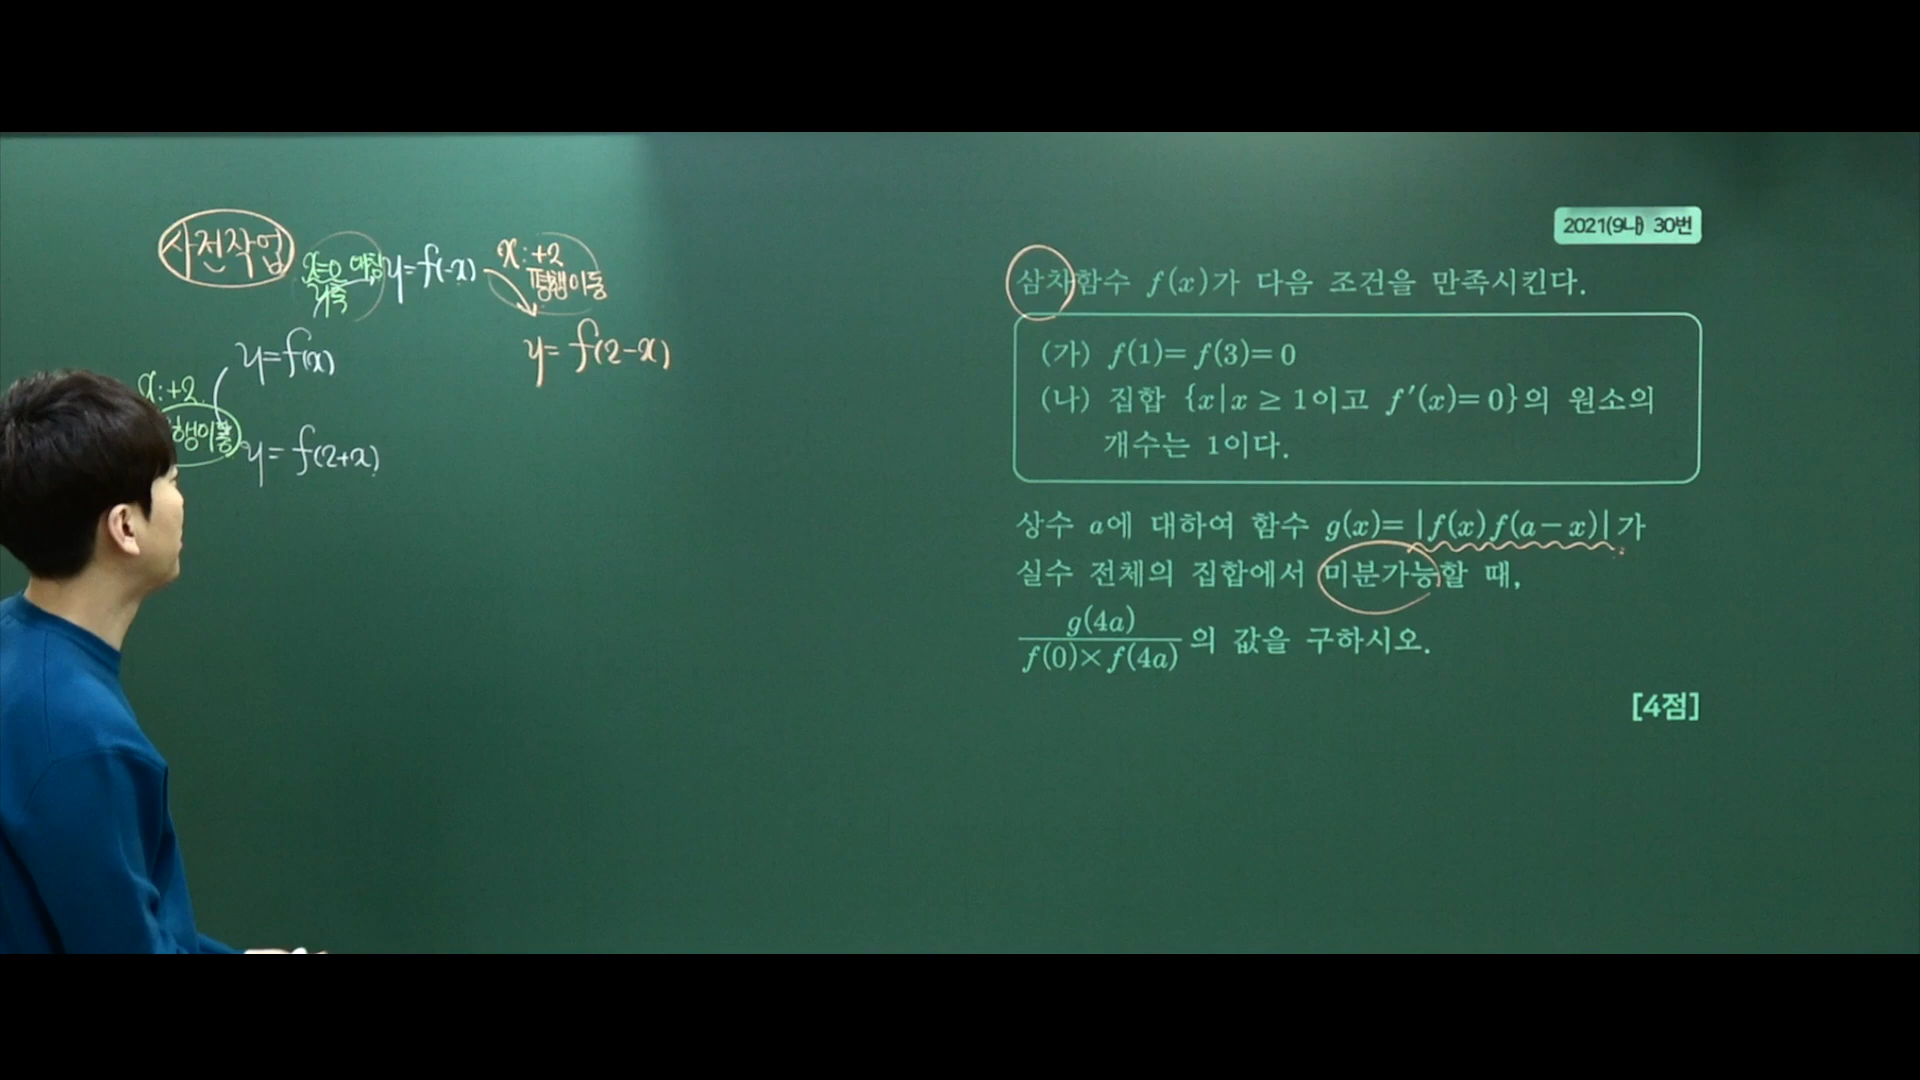 사전작업
x=0 대칭
y축
y=f(-x)
x: +2
평행이동
y= f(2-x)
y=f(x)
x: +2
행이동
y= f(2+x)
2021(9나) 30번
삼차함수 f(x)가 다음 조건을 만족시킨다.
(가) f(1)= f(3)= 0
(나) 집합 {x|x ≥ 1이고 f′(x)= 0}의 원소의
개수는 1이다.
상수 a에 대하여 함수 g(x)= |f(x)f(a-x)|가
실수 전체의 집합에서 미분가능할 때,
g(4a)
f(0)×f(4a) 의 값을 구하시오.
[4점]